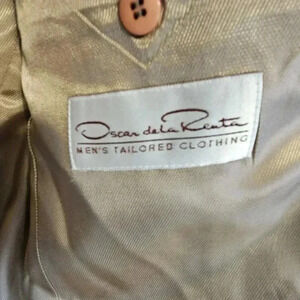 Oscar de la Renta
MEN'S TAILORED CLOTHING